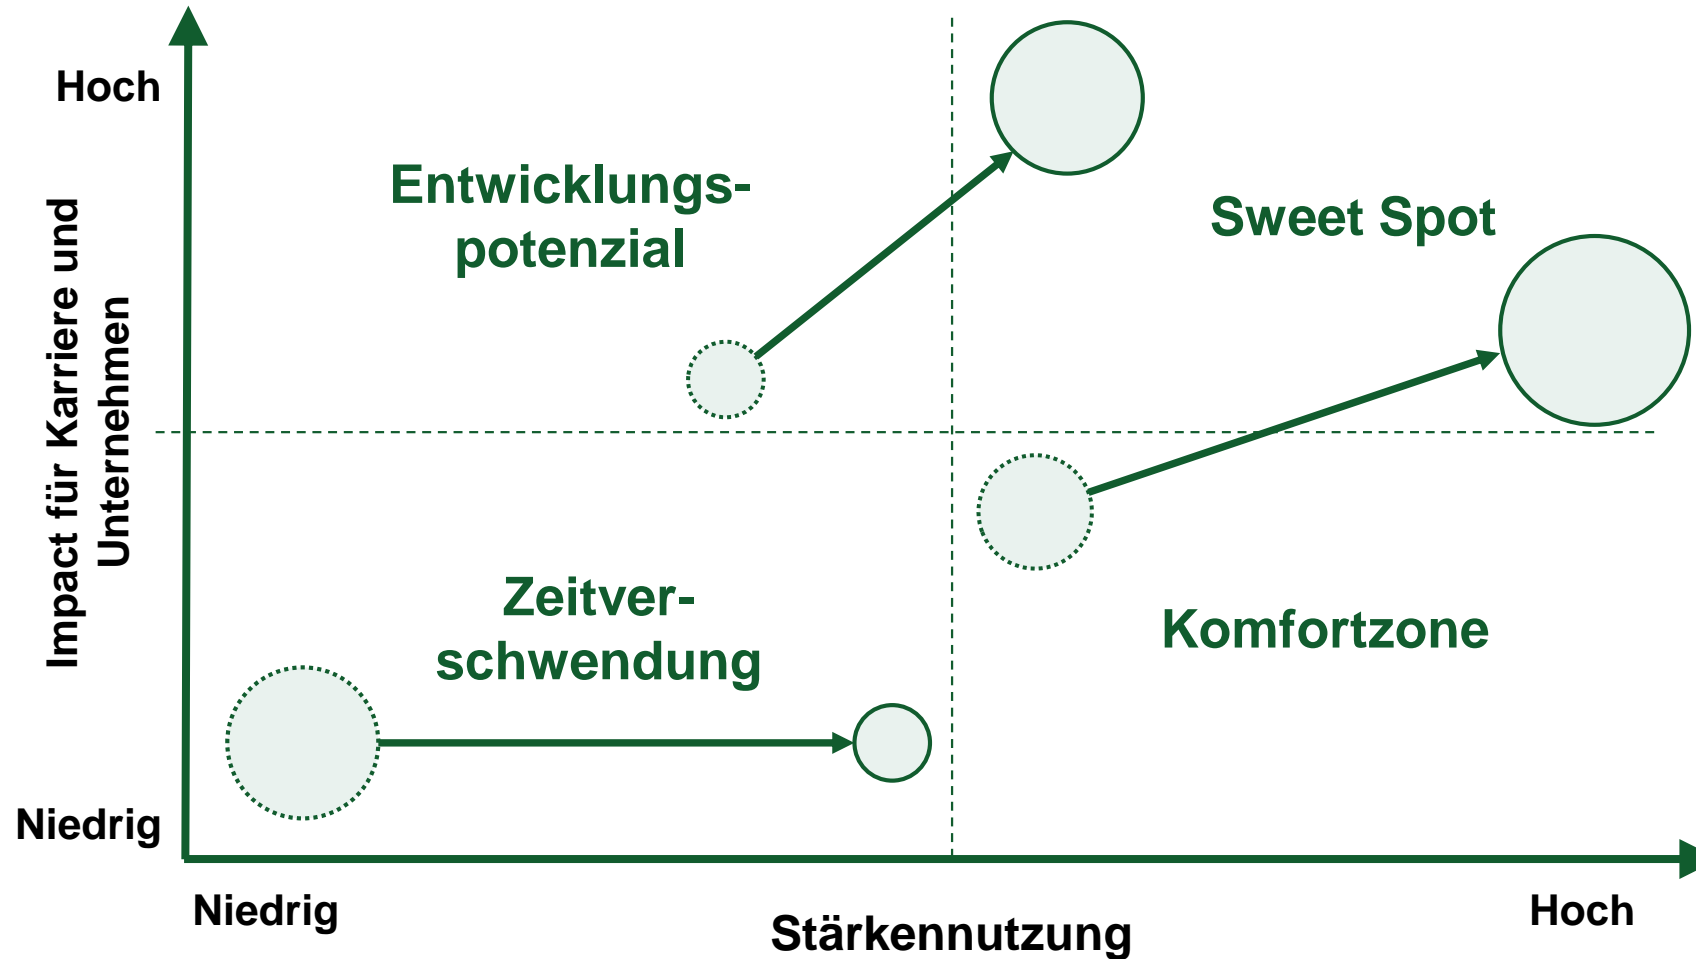 Hoch
Entwicklungs-
potenzial
Sweet Spot
Impact für Karriere und
Unternehmen
Zeitver-
schwendung
Komfortzone
Niedrig
Niedrig
Hoch
Stärkennutzung